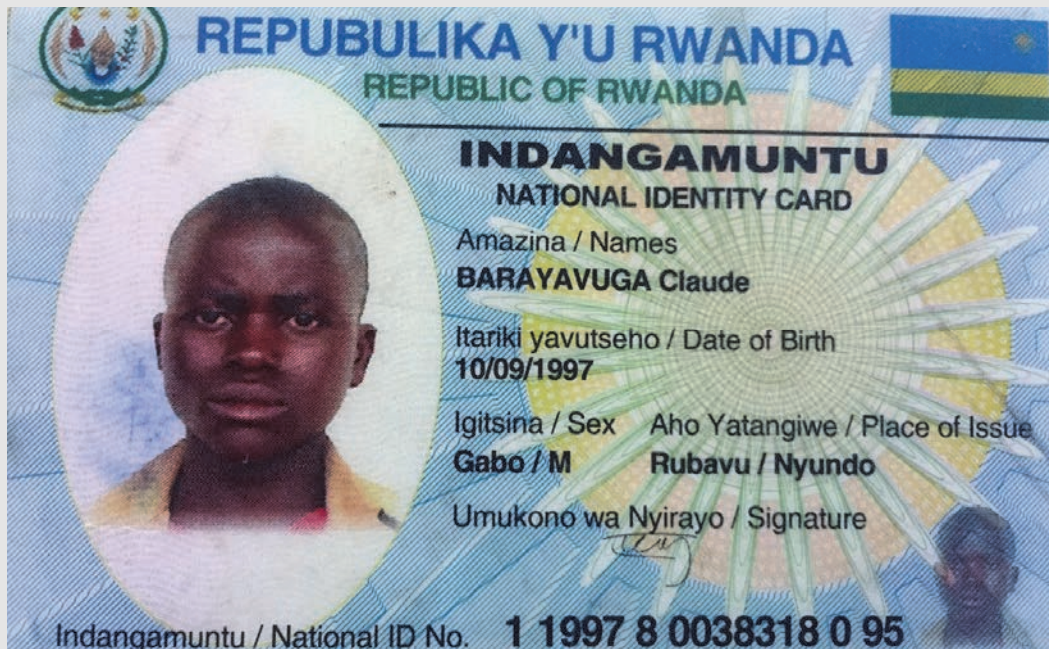 REPUBULIKA Y'U RWANDA
REPUBLIC OF RWANDA
INDANGAMUNTU
NATIONAL IDENTITY CARD
Amazina / Names
BARAYAVUGA Claude
Itariki yavutseho / Date of Birth
10/09/1997
Igitsina / Sex Aho Yatangiwe / Place of Issue
Gabo / M Rubavu / Nyundo
Umukono wa Nyirayo / Signature
Indangamuntu / National ID No. 1 1997 8 0038318 0 95